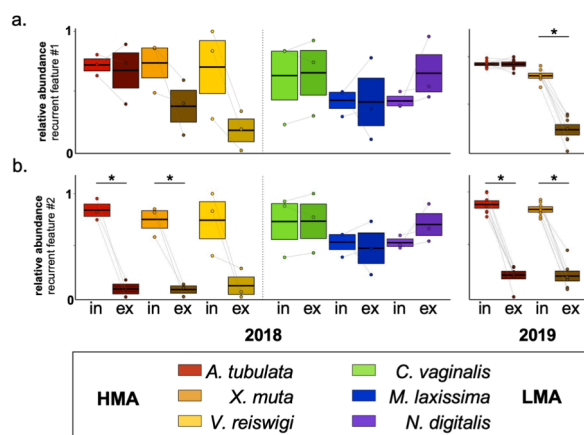 a.
relative abundance
recurrent feature #1
1
0
*
b.
relative abundance
recurrent feature #2
1
0
* * * *
in ex in ex in ex in ex in ex in ex in ex in ex
2018 2019
HMA LMA
A. tubulata C. vaginalis
X. muta M. laxissima
V. reiswigi N. digitalis